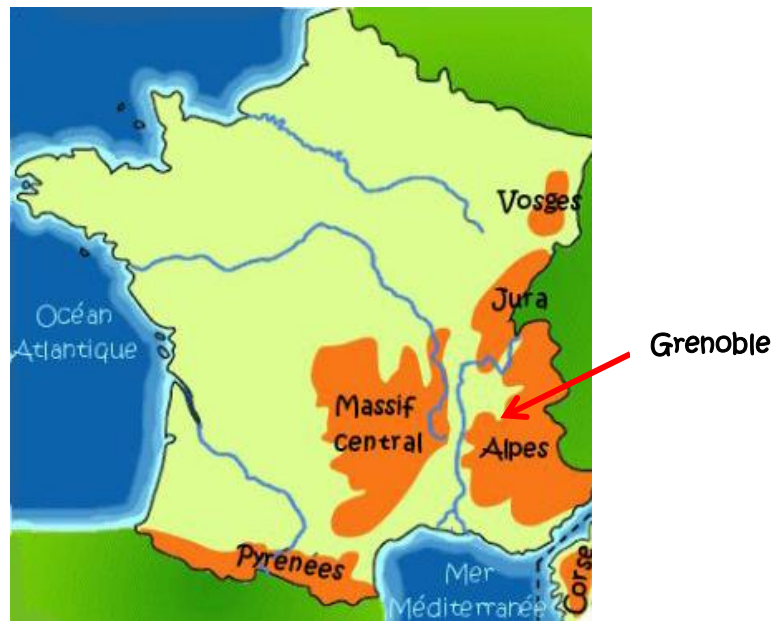 Vosges
Jura
Océan
Atlantique
Grenoble
Massif
central
Alpes
Pyrénées
Mer
Méditerranée
Corse